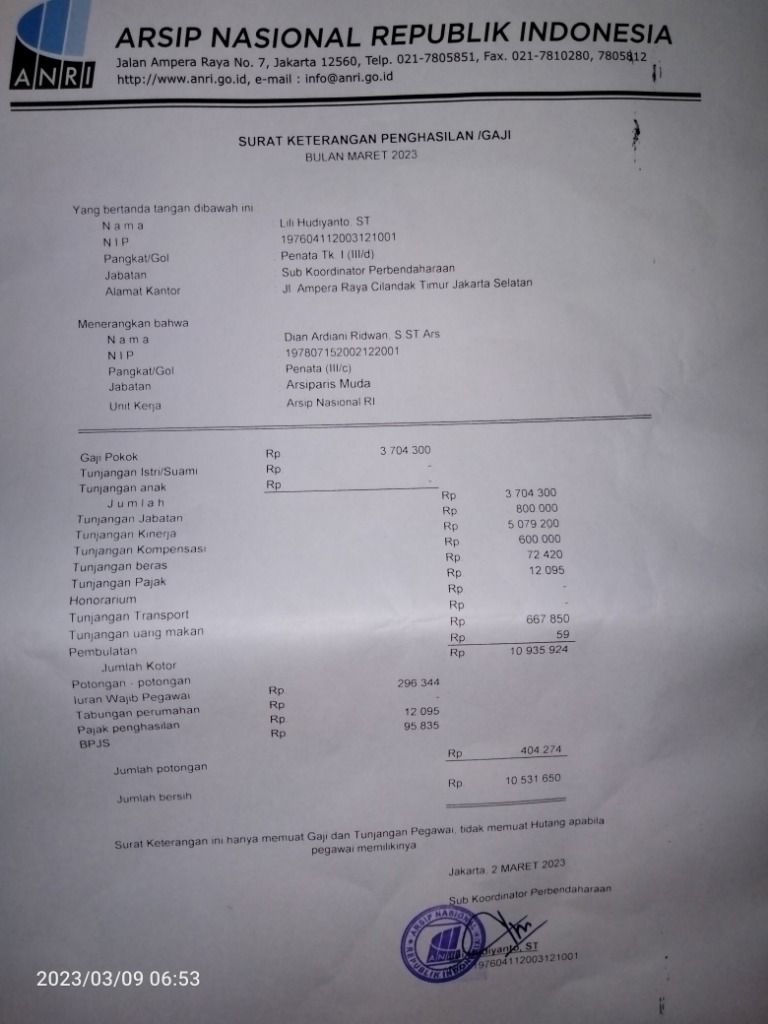 ANRI
ARSIP NASIONAL REPUBLIK INDONESIA
Jalan Ampera Raya No. 7, Jakarta 12560, Telp. 021-7805851, Fax. 021-7810280, 7805812
http://www.anri.go.id, e-mail : info@anri.go.id
SURAT KETERANGAN PENGHASILAN /GAJI
BULAN MARET 2023
Yang bertanda tangan dibawah ini
N a m a Lili Hudiyanto, ST
N I P 197604112003121001
Pangkat/Gol Penata Tk. I (III/d)
Jabatan Sub Koordinator Perbendaharaan
Alamat Kantor Jl. Ampera Raya Cilandak Timur Jakarta Selatan
Menerangkan bahwa
N a m a Dian Ardiani Ridwan, S.ST.Ars
N I P 197807152002122001
Pangkat/Gol Penata (III/c)
Jabatan Arsiparis Muda
Unit Kerja Arsip Nasional RI
Gaji Pokok Rp 3 704 300
Tunjangan Istri/Suami Rp -
Tunjangan anak Rp -
J u m l a h Rp 3 704 300
Tunjangan Jabatan Rp 800 000
Tunjangan Kinerja Rp 5 079 200
Tunjangan Kompensasi Rp 600 000
Tunjangan beras Rp 72 420
Tunjangan Pajak Rp 12 095
Honorarium Rp -
Tunjangan Transport Rp -
Tunjangan uang makan Rp 667 850
Pembulatan Rp 59
Jumlah Kotor Rp 10 935 924
Potongan - potongan
Iuran Wajib Pegawai Rp 296 344
Tabungan perumahan Rp -
Pajak penghasilan Rp 12 095
BPJS Rp 95 835
Jumlah potongan Rp 404 274
Jumlah bersih Rp 10 531 650
Surat Keterangan ini hanya memuat Gaji dan Tunjangan Pegawai, tidak memuat Hutang apabila
pegawai memilikinya
Jakarta, 2 MARET 2023
Sub Koordinator Perbendaharaan
ARSIP NASIONAL
ANRI
REPUBLIK INDONESIA
diyanto, ST
197604112003121001
2023/03/09 06:53